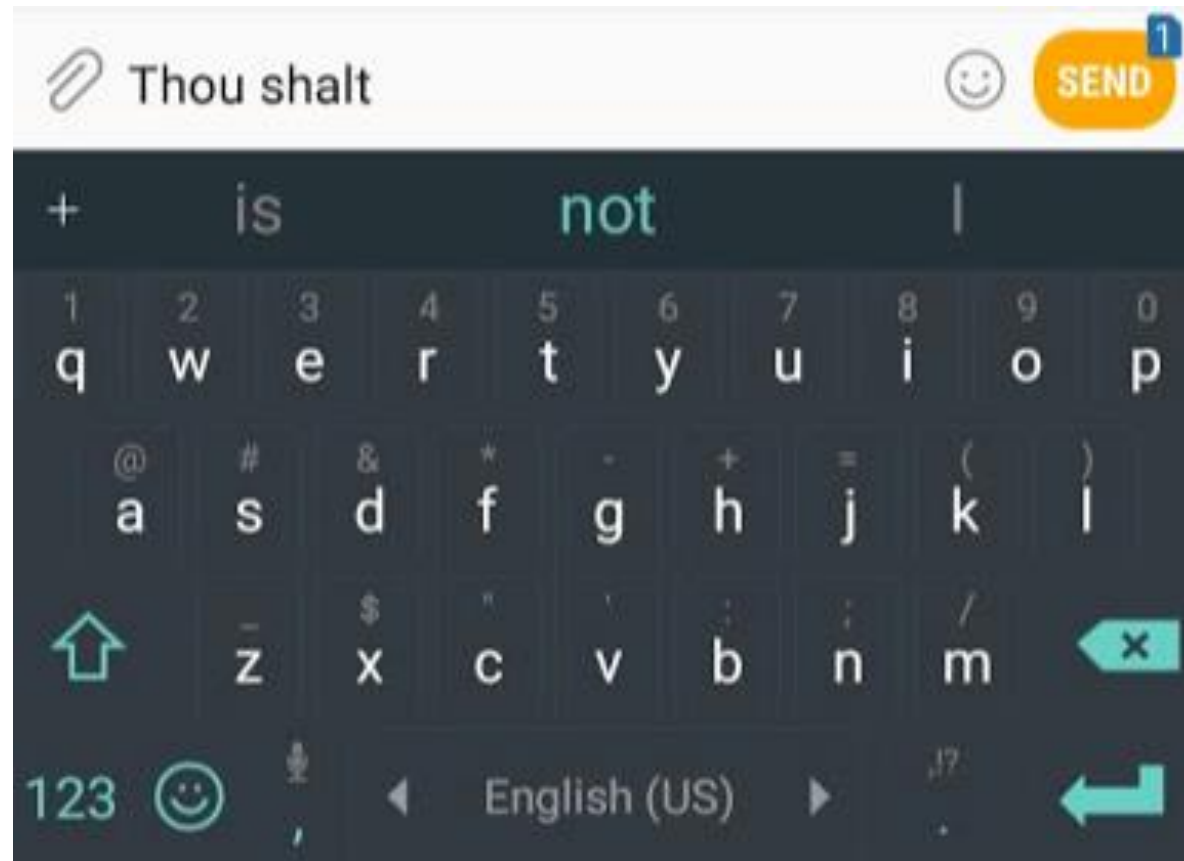 Thou shalt SEND 1
+ is not I
1 2 3 4 5 6 7 8 9 0
q w e r t y u i o p
@ # & * - + = ( )
a s d f g h j k l
_ $ " ' : ; /
z x c v b n m
,!?
123 , English (US) .